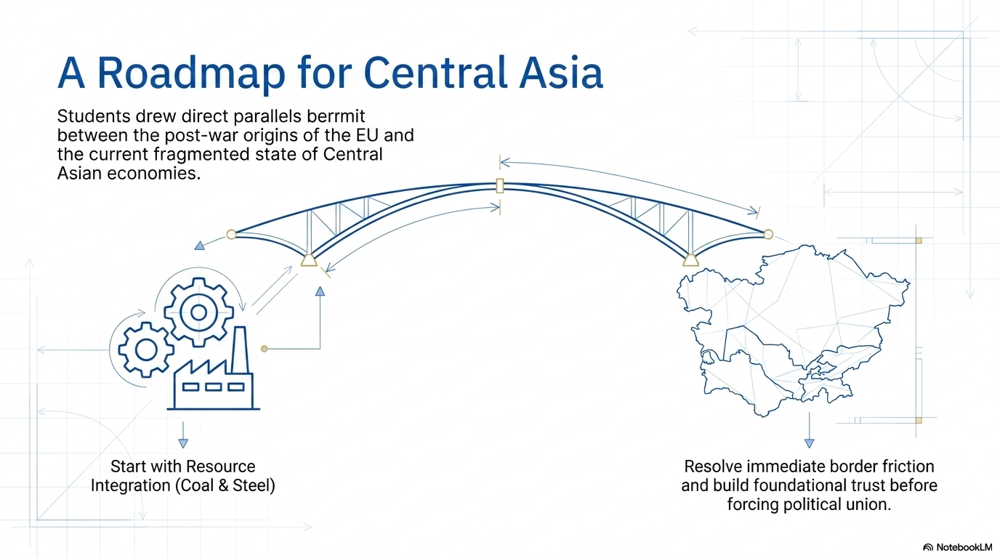 A Roadmap for Central Asia
Students drew direct parallels berrmit
between the post-war origins of the EU and
the current fragmented state of Central
Asian economies.
Start with Resource
Integration (Coal & Steel)
Resolve immediate border friction
and build foundational trust before
forcing political union.
NotebookLM